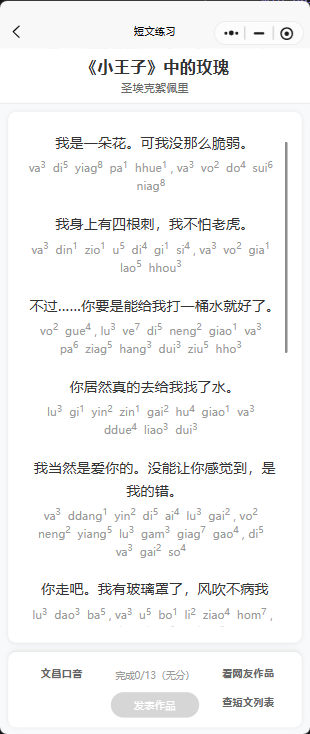 短文练习
《小王子》中的玫瑰
圣埃克絮佩里
我是一朵花。可我没那么脆弱。
va³ di⁵ yiag⁸ pa¹ hhue¹ , va³ vo² do⁴ sui⁶
niag⁸
我身上有四根刺，我不怕老虎。
va³ din¹ zio¹ u⁵ di⁴ gi¹ si⁴ , va³ vo² gia¹
lao⁵ hhou³
不过……你要是能给我打一桶水就好了。
vo² gue⁴ , lu³ ve⁷ di⁵ neng² giao¹ va³
pa⁶ ziag⁵ hang³ dui³ ziu⁵ hho³
你居然真的去给我找了水。
lu³ gi¹ yin² zin¹ gai² hu⁴ giao¹ va³
ddue⁴ liao³ dui³
我当然是爱你的。没能让你感觉到，是
我的错。
va³ ddang¹ yin² di⁵ ai⁴ lu³ gai² , vo²
neng² yiang⁵ lu³ gam³ giag⁷ gao⁴ , di⁵
va³ gai² so⁴
你走吧。我有玻璃罩了，风吹不病我
lu³ dao³ ba⁵ , va³ u⁵ bo¹ li² ziao⁴ hom⁷ ,
文昌口音
完成0/13（无分）
看网友作品
发表作品
查短文列表